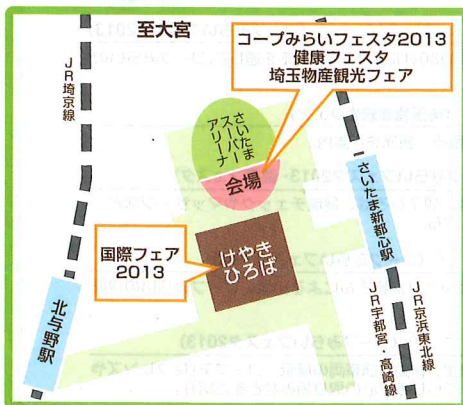 至大宮
コープみらいフェスタ2013
健康フェスタ
埼玉物産観光フェア
JR埼京線
さいたま
スーパー
アリーナ
会場
さいたま新都心駅
国際フェア
2013
けやき
ひろば
北与野駅
JR京浜東北線
JR宇都宮・高崎線